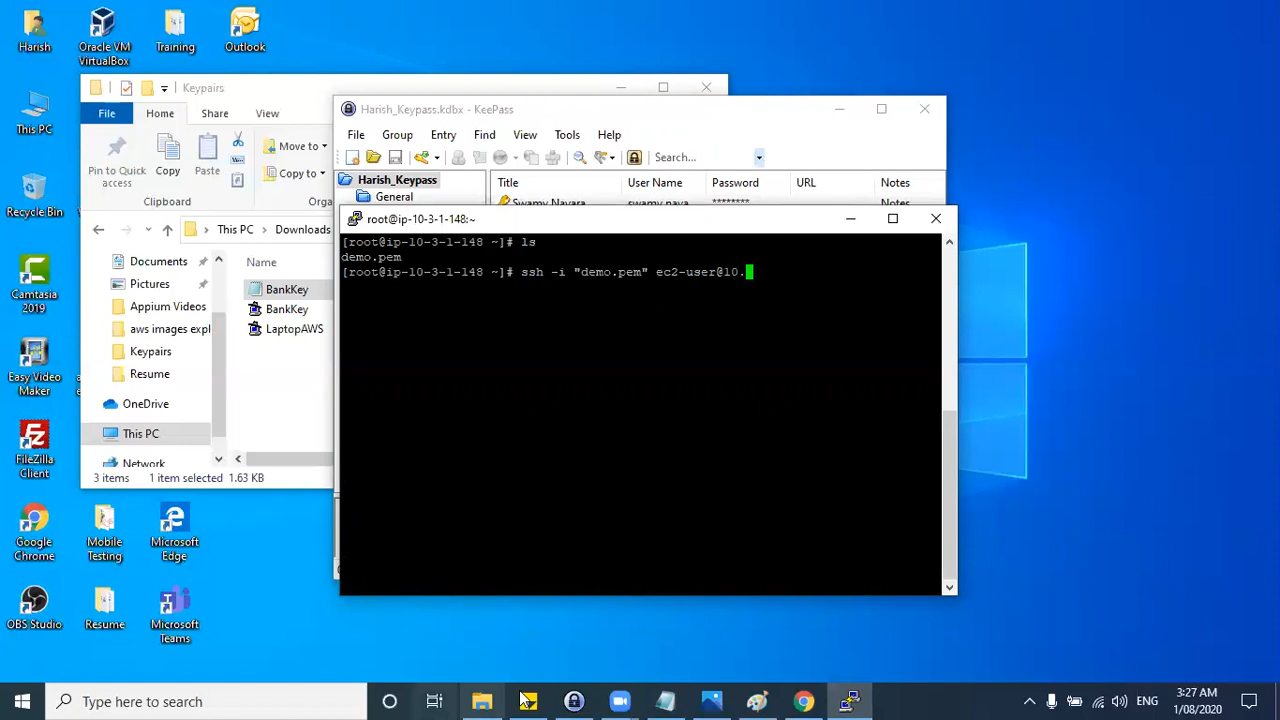 Harish
Oracle VM
VirtualBox
Training
Outlook
This PC
Recycle Bin
Camtasia
2019
Easy Video
Maker
FileZilla
Client
Google
Chrome
Mobile
Testing
Microsoft
Edge
OBS Studio
Resume
Microsoft
Teams
Keypairs
File
Home
Share
View
Pin to Quick
access
Copy
Paste
Move to
Copy to
Clipboard
Orga
This PC
Downloads
Documents
Pictures
Appium Videos
aws images expl
Keypairs
Resume
OneDrive
This PC
Network
Name
BankKey
BankKey
LaptopAWS
3 items
1 item selected
1.63 KB
Harish_Keypass.kdbx - KeePass
File
Group
Entry
Find
View
Tools
Help
Search...
Harish_Keypass
General
Title
User Name
Password
URL
Notes
********
root@ip-10-3-1-148:~
[root@ip-10-3-1-148 ~]# ls
demo.pem
[root@ip-10-3-1-148 ~]# ssh -i "demo.pem" ec2-user@10.
Type here to search
ENG
3:27 AM
1/08/2020